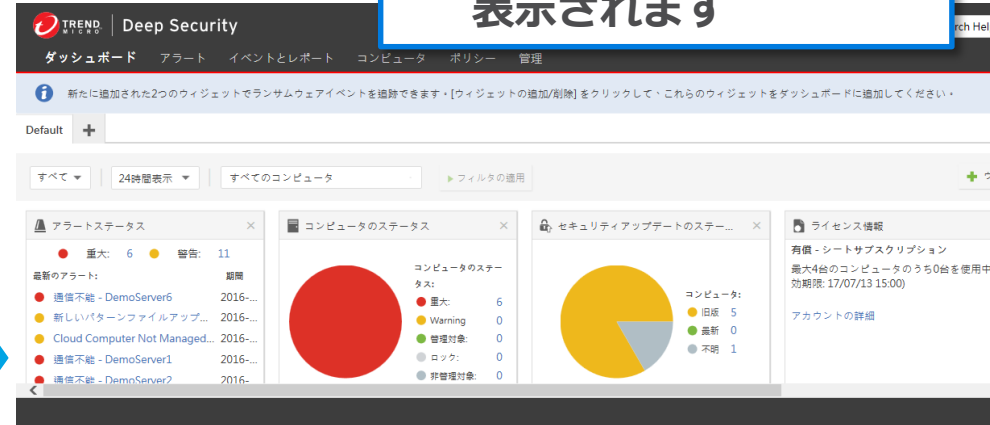 表示されます
TREND MICRO Deep Security
rch Hel
ダッシュボード アラート イベントとレポート コンピュータ ポリシー 管理
新たに追加された2つのウィジェットでランサムウェアイベントを追跡できます。[ウィジェットの追加/削除] をクリックして、これらのウィジェットをダッシュボードに追加してください。
Default
すべて 24時間表示 すべてのコンピュータ フィルタの適用
アラートステータス
重大: 6 警告: 11
最新のアラート: 期間
通信不能 - DemoServer6 2016-...
新しいパターンファイルアップ... 2016-...
Cloud Computer Not Managed... 2016-...
通信不能 - DemoServer1 2016-...
通信不能 - DemoServer2 2016-
コンピュータのステータス
コンピュータのステー
タス:
重大: 6
Warning 0
管理対象: 0
ロック: 0
非管理対象: 0
セキュリティアップデートのステー...
コンピュータ:
旧版 5
最新 0
不明 1
ライセンス情報
有償 - シートサブスクリプション
最大4台のコンピュータのうち0台を使用中
効期限: 17/07/13 15:00)
アカウントの詳細